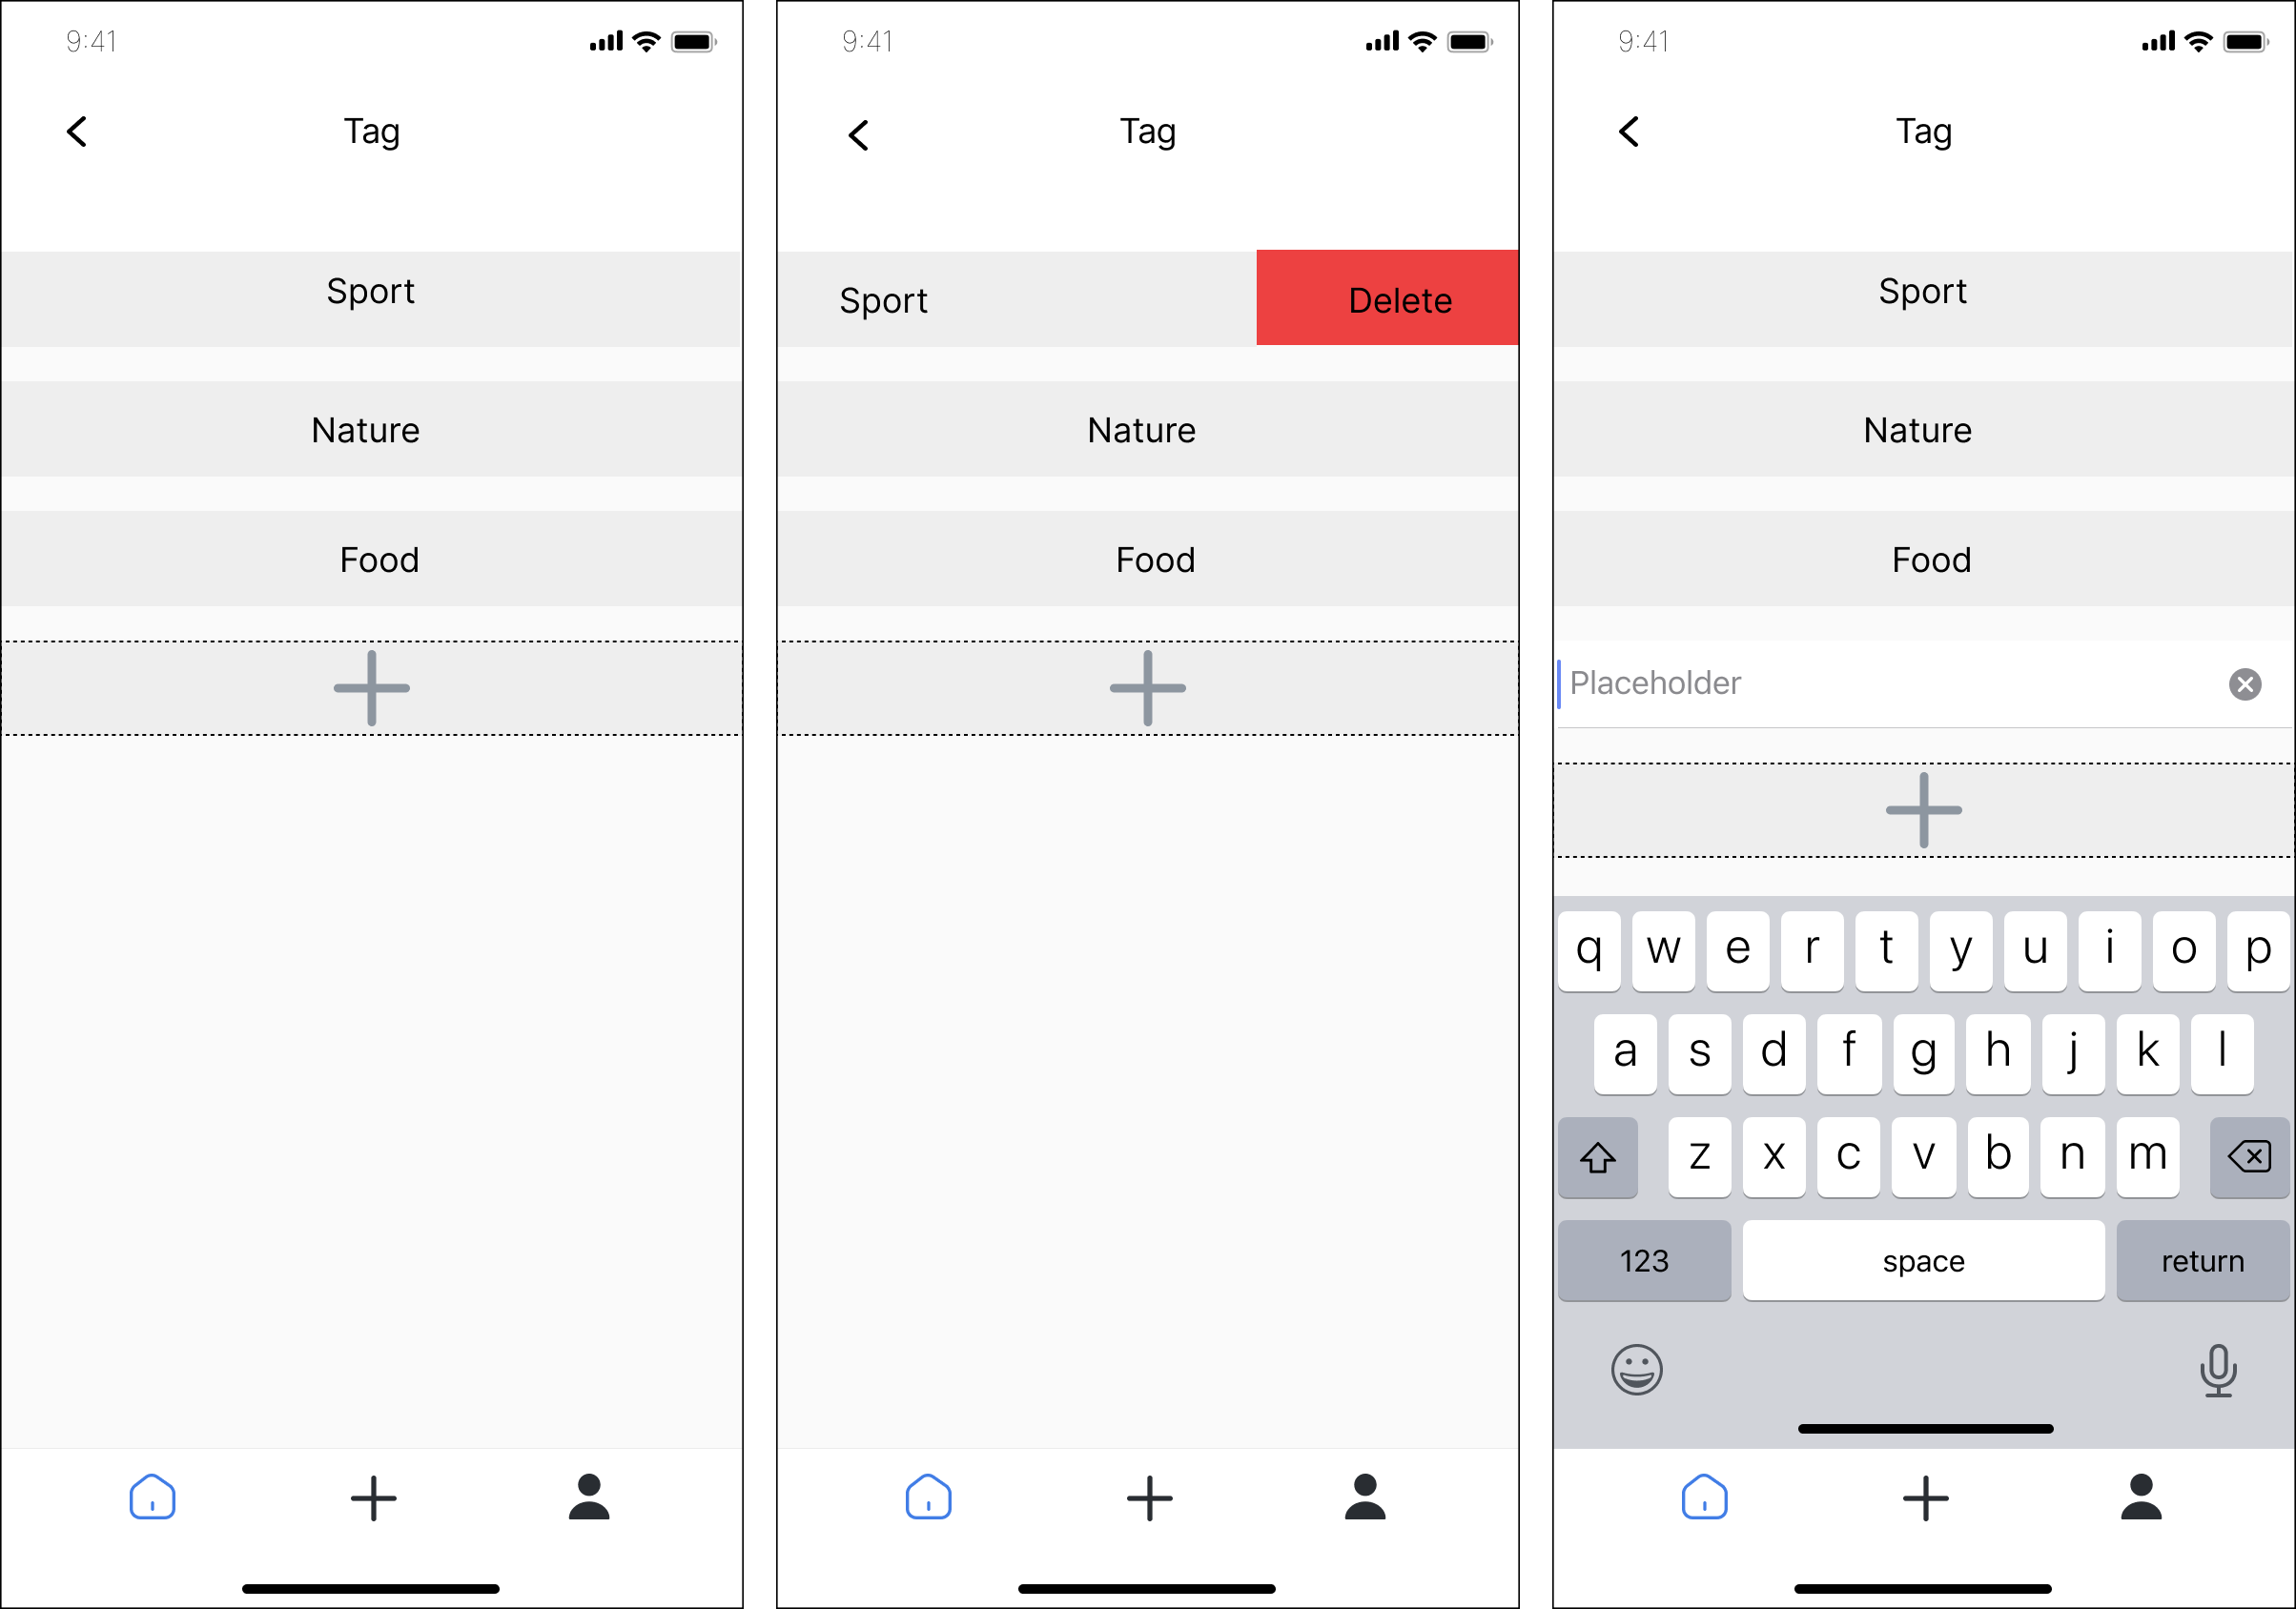 9:41
Tag
Sport
Nature
Food
9:41
Tag
Sport Delete
Nature
Food
9:41
Tag
Sport
Nature
Food
Placeholder
q w e r t y u i o p
a s d f g h j k l
z x c v b n m
123 space return